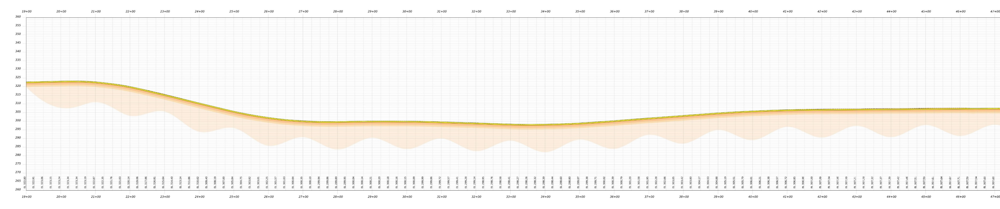 19+00 20+00 21+00 22+00 23+00 24+00 25+00 26+00 27+00 28+00 29+00 30+00 31+00 32+00 33+00 34+00 35+00 36+00 37+00 38+00 39+00 40+00 41+00 42+00 43+00 44+00 45+00 46+00 47+00
360
355
350
345
340
335
330
325
320
315
310
305
300
295
290
285
280
275
270
265
260
EL 322,80
EL 322,91
EL 323,06
EL 323,15
EL 323,24
EL 323,34
EL 323,34
EL 323,19
EL 322,87
EL 322,35
EL 321,76
EL 321,03
EL 320,14
EL 319,06
EL 317,96
EL 316,81
EL 315,64
EL 314,40
EL 313,14
EL 311,86
EL 310,62
EL 309,40
EL 308,19
EL 307,00
EL 305,84
EL 304,75
EL 303,82
EL 303,01
EL 302,25
EL 301,57
EL 301,03
EL 300,64
EL 300,35
EL 300,10
EL 299,94
EL 299,86
EL 299,89
EL 299,95
EL 300,04
EL 300,14
EL 300,21
EL 300,20
EL 300,18
EL 300,16
EL 300,15
EL 300,09
EL 299,99
EL 299,86
EL 299,72
EL 299,57
EL 299,41
EL 299,28
EL 299,14
EL 298,95
EL 298,76
EL 298,58
EL 298,41
EL 298,27
EL 298,26
EL 298,32
EL 298,39
EL 298,44
EL 298,60
EL 298,80
EL 299,07
EL 299,38
EL 299,71
EL 300,02
EL 300,39
EL 300,79
EL 301,20
EL 301,58
EL 301,95
EL 302,28
EL 302,66
EL 303,05
EL 303,42
EL 303,80
EL 304,17
EL 304,53
EL 304,88
EL 305,19
EL 305,51
EL 305,79
EL 306,01
EL 306,21
EL 306,38
EL 306,57
EL 306,72
EL 306,85
EL 306,96
EL 307,03
EL 307,09
EL 307,14
EL 307,16
EL 307,19
EL 307,21
EL 307,28
EL 307,32
EL 307,37
EL 307,39
EL 307,42
EL 307,46
EL 307,51
EL 307,59
EL 307,61
EL 307,64
EL 307,67
EL 307,71
EL 307,59
EL 307,54
EL 307,60
EL 307,60
19+00 20+00 21+00 22+00 23+00 24+00 25+00 26+00 27+00 28+00 29+00 30+00 31+00 32+00 33+00 34+00 35+00 36+00 37+00 38+00 39+00 40+00 41+00 42+00 43+00 44+00 45+00 46+00 47+00